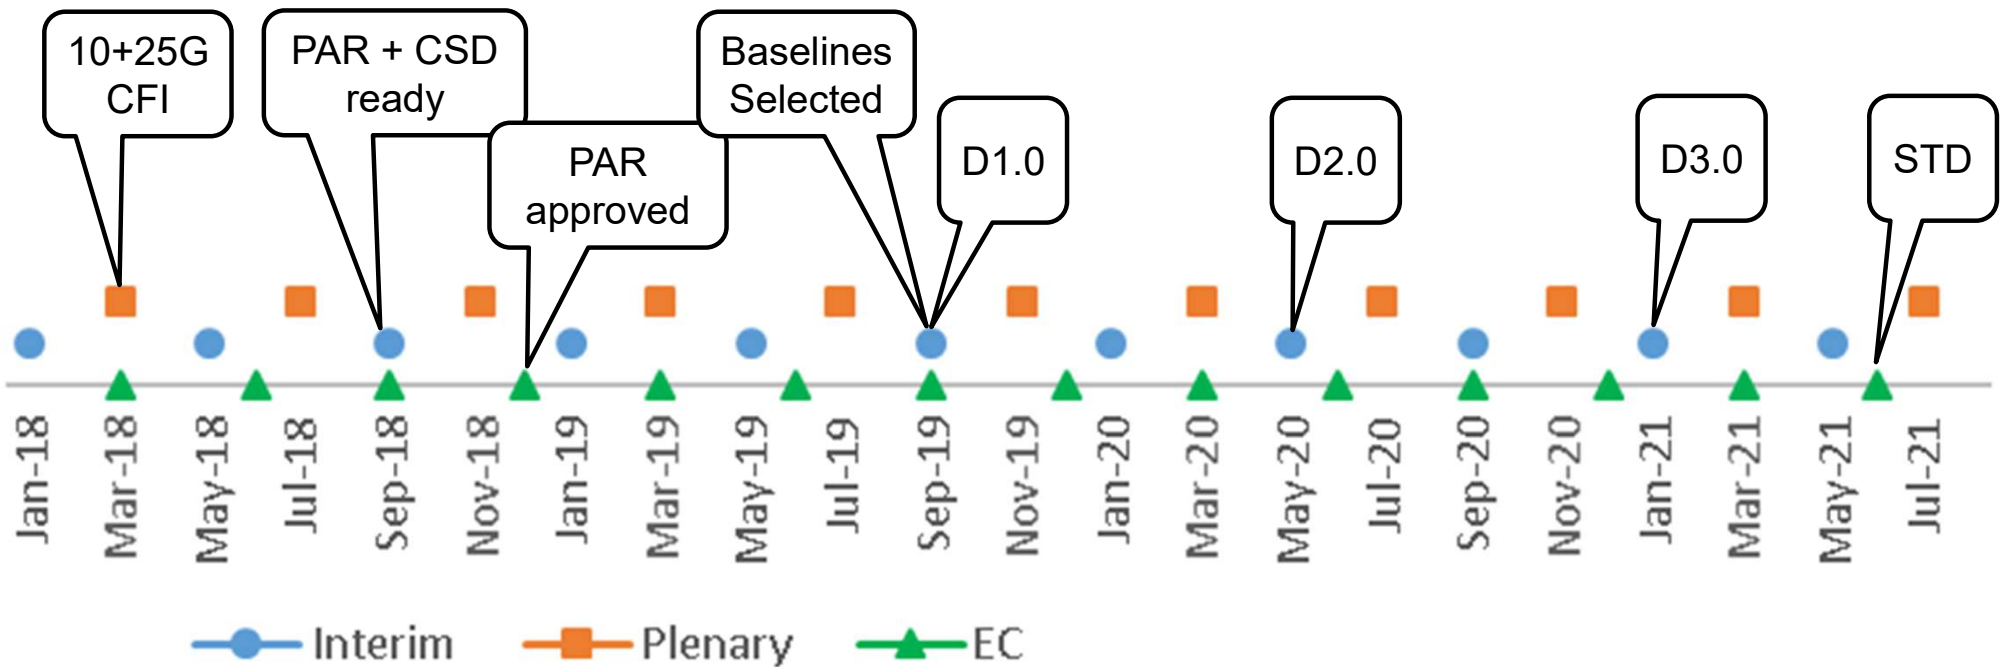 10+25G
CFI
PAR + CSD
ready
PAR
approved
Baselines
Selected
D1.0
D2.0
D3.0
STD
Jan-18
Mar-18
May-18
Jul-18
Sep-18
Nov-18
Jan-19
Mar-19
May-19
Jul-19
Sep-19
Nov-19
Jan-20
Mar-20
May-20
Jul-20
Sep-20
Nov-20
Jan-21
Mar-21
May-21
Jul-21
Interim
Plenary
EC